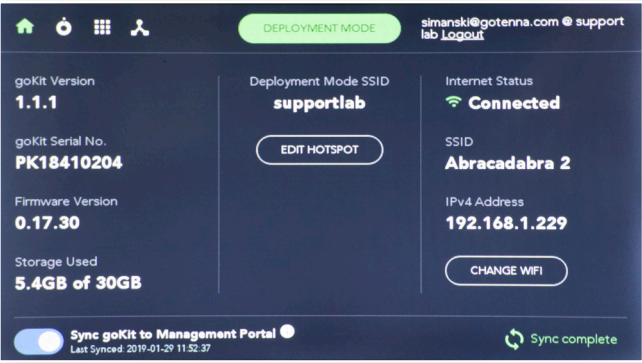 DEPLOYMENT MODE
simanski@gotenna.com @ support
lab Logout
goKit Version
1.1.1
goKit Serial No.
PK18410204
Firmware Version
0.17.30
Storage Used
5.4GB of 30GB
Deployment Mode SSID
supportlab
EDIT HOTSPOT
Internet Status
Connected
SSID
Abracadabra 2
IPv4 Address
192.168.1.229
CHANGE WIFI
Sync goKit to Management Portal
Last Synced: 2019-01-29 11:52:37
Sync complete